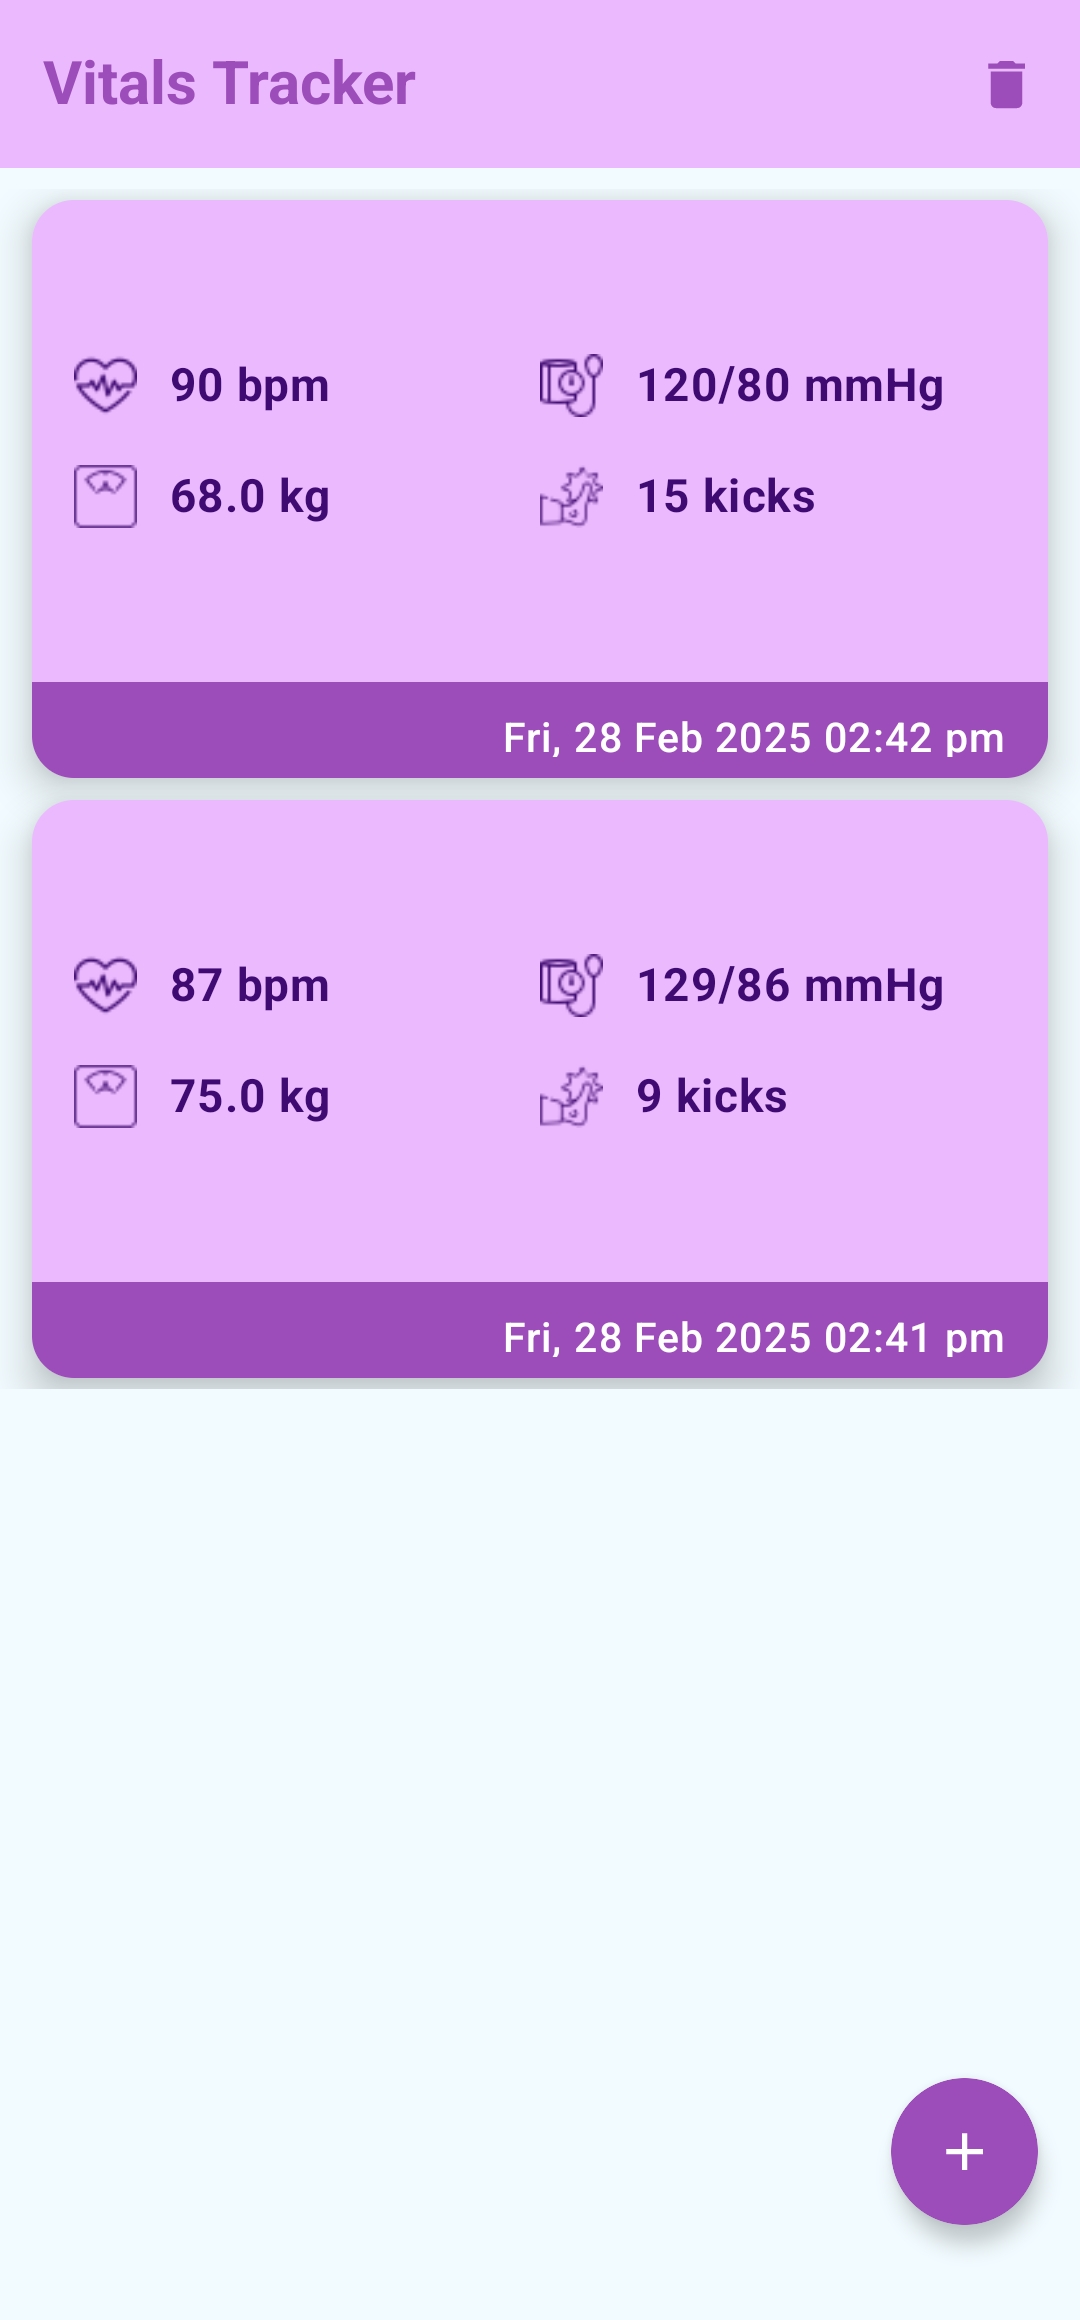 Vitals Tracker
90 bpm 120/80 mmHg
68.0 kg 15 kicks
Fri, 28 Feb 2025 02:42 pm
87 bpm 129/86 mmHg
75.0 kg 9 kicks
Fri, 28 Feb 2025 02:41 pm
+